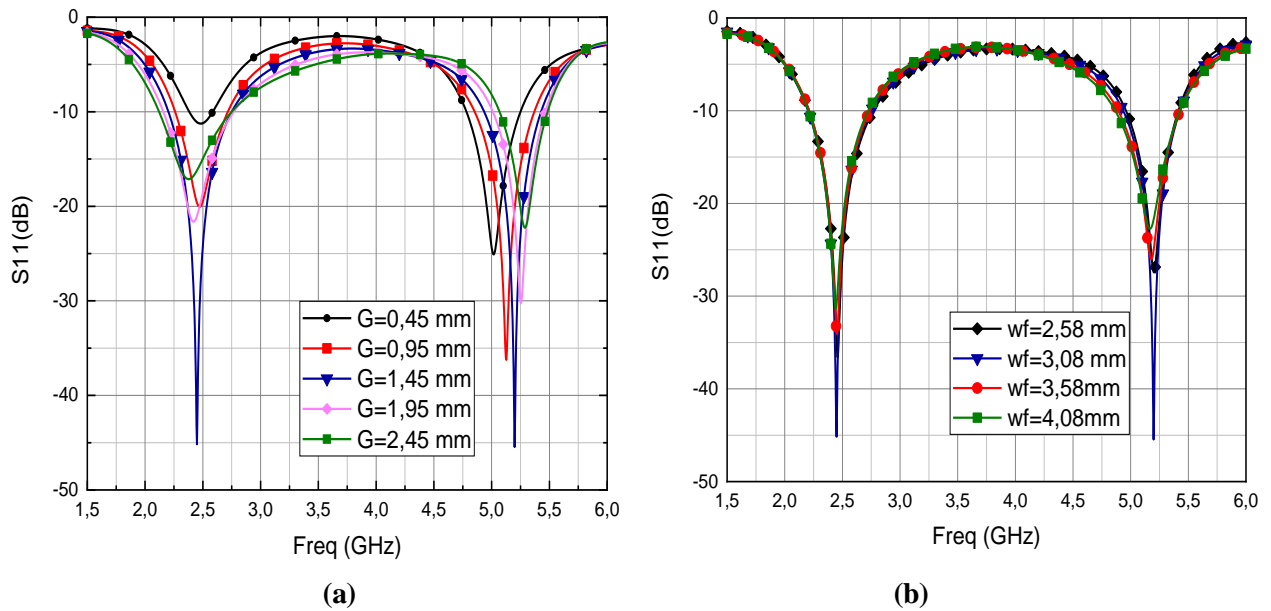 0
-10
-20
-30
-40
-50
S11(dB)
G=0,45 mm
G=0,95 mm
G=1,45 mm
G=1,95 mm
G=2,45 mm
1,5 2,0 2,5 3,0 3,5 4,0 4,5 5,0 5,5 6,0
Freq (GHz)
(a)
0
-10
-20
-30
-40
-50
S11(dB)
wf=2,58 mm
wf=3,08 mm
wf=3,58mm
wf=4,08mm
1,5 2,0 2,5 3,0 3,5 4,0 4,5 5,0 5,5 6,0
Freq (GHz)
(b)